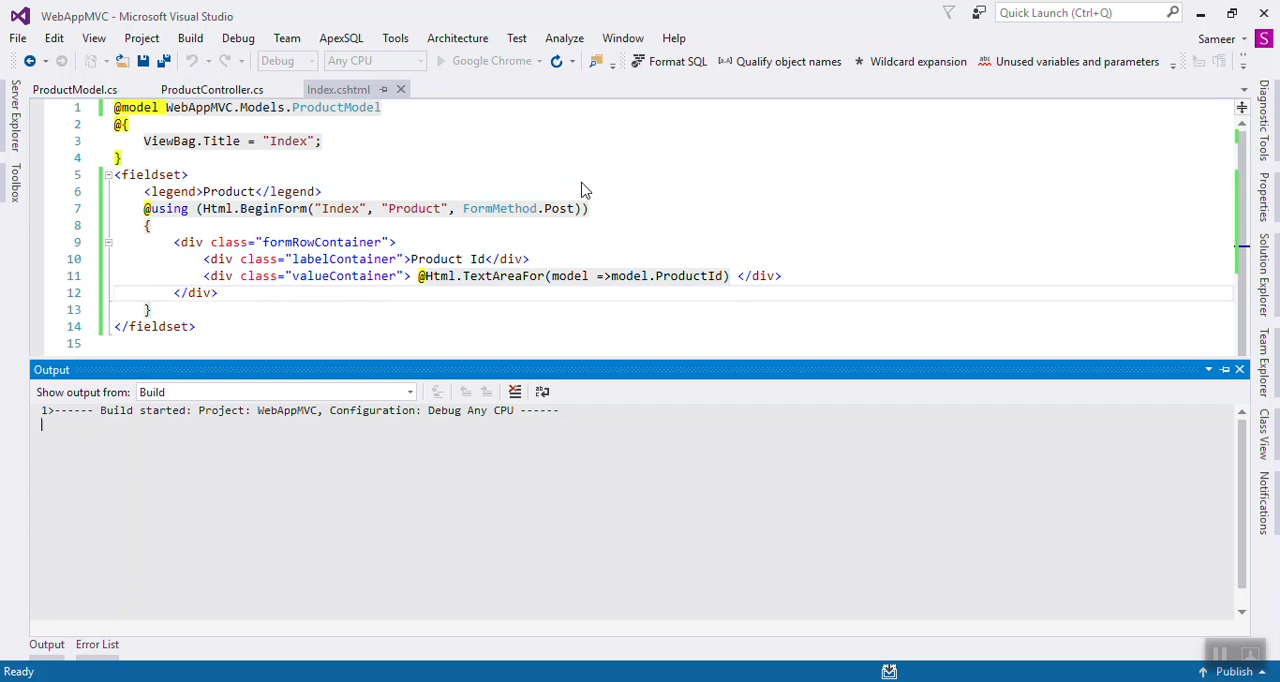 WebAppMVC - Microsoft Visual Studio
Quick Launch (Ctrl+Q)
File Edit View Project Build Debug Team ApexSQL Tools Architecture Test Analyze Window Help
Sameer S
Debug Any CPU Google Chrome Format SQL Qualify object names Wildcard expansion Unused variables and parameters
ProductModel.cs ProductController.cs Index.cshtml
Server Explorer
Toolbox
1 @model WebAppMVC.Models.ProductModel
2 @{
3 ViewBag.Title = "Index";
4 }
5 <fieldset>
6 <legend>Product</legend>
7 @using (Html.BeginForm("Index", "Product", FormMethod.Post))
8 {
9 <div class="formRowContainer">
10 <div class="labelContainer">Product Id</div>
11 <div class="valueContainer"> @Html.TextAreaFor(model =>model.ProductId) </div>
12 </div>
13 }
14 </fieldset>
15
Diagnostic Tools
Properties
Solution Explorer
Team Explorer
Class View
Notifications
Output
Show output from: Build
1>------ Build started: Project: WebAppMVC, Configuration: Debug Any CPU ------
Output Error List
Ready
Publish